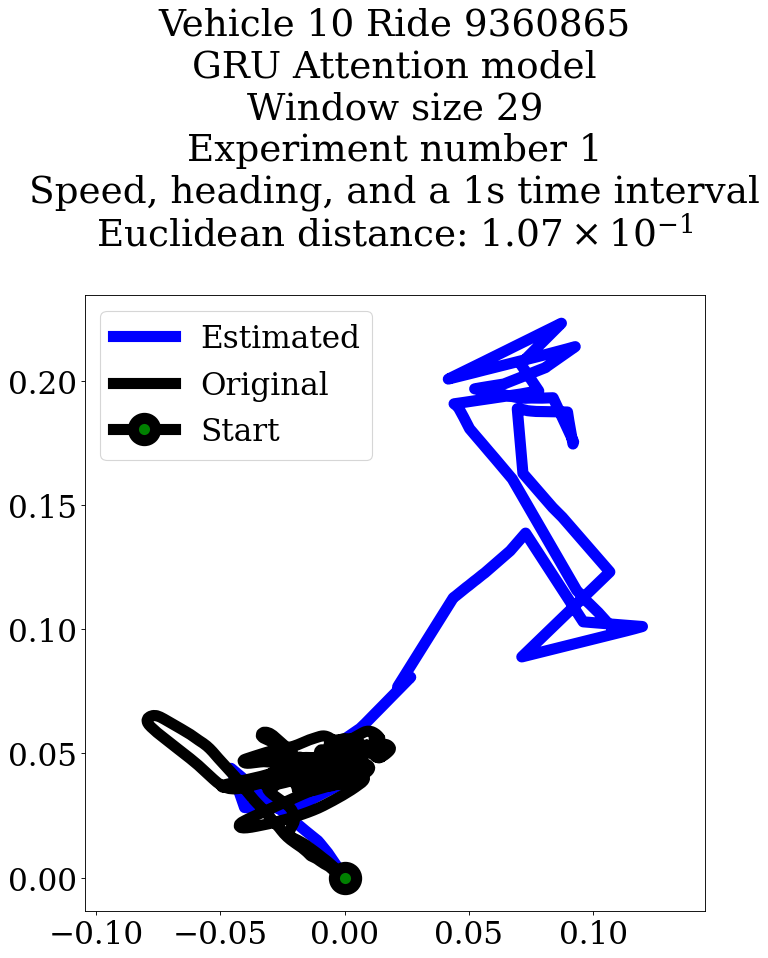 Vehicle 10 Ride 9360865
GRU Attention model
Window size 29
Experiment number 1
Speed, heading, and a 1s time interval
Euclidean distance: 1.07 × 10⁻¹
Estimated
Original
Start
0.20
0.15
0.10
0.05
0.00
−0.10 −0.05 0.00 0.05 0.10